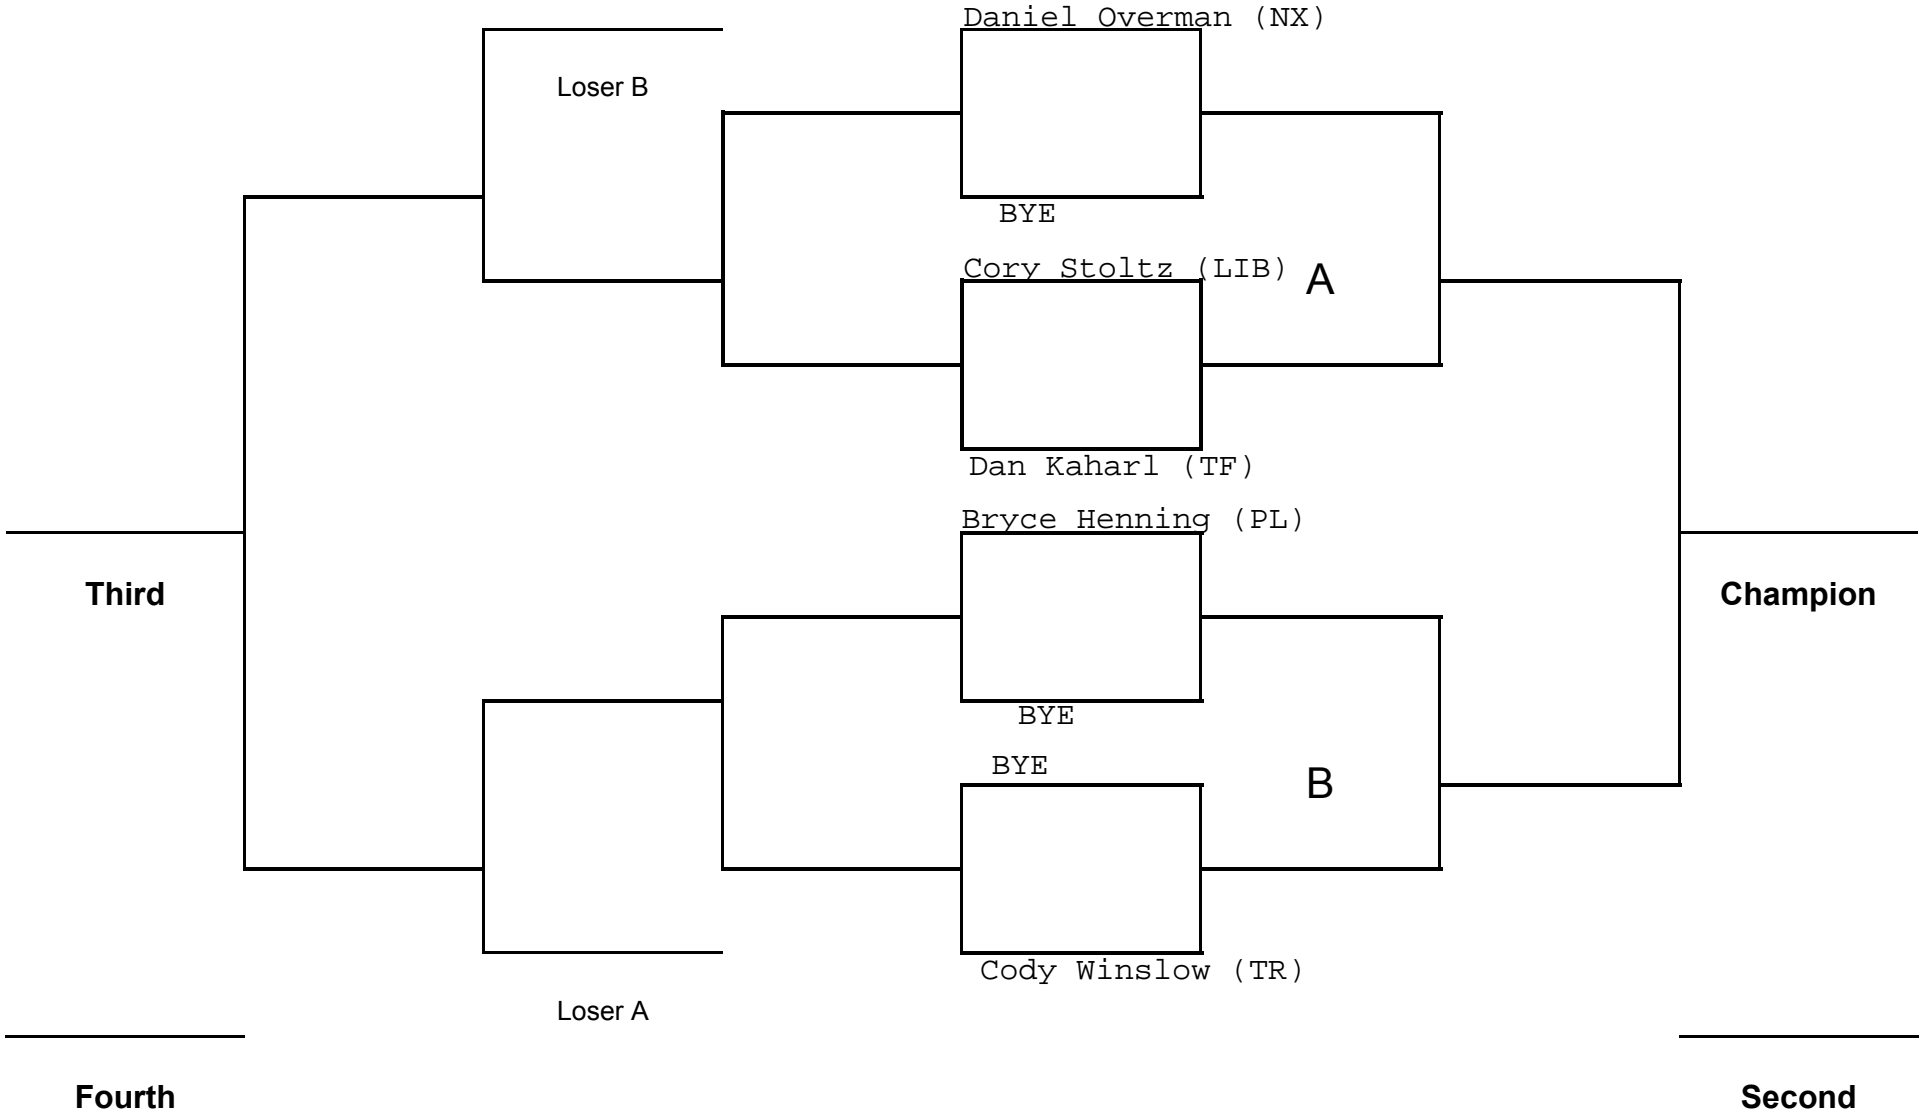 Daniel Overman (NX)
Loser B
BYE
Cory Stoltz (LIB)
A
Dan Kaharl (TF)
Bryce Henning (PL)
Third
Champion
BYE
BYE
B
Cody Winslow (TR)
Loser A
Fourth
Second